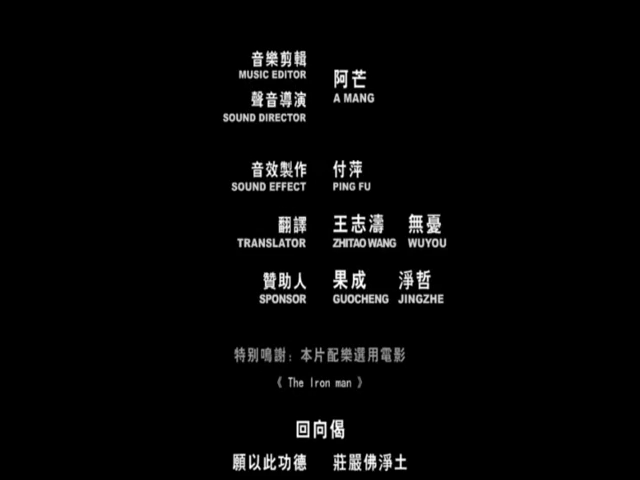 音樂剪輯
MUSIC EDITOR
阿芒
A MANG
聲音導演
SOUND DIRECTOR
音效製作 付萍
SOUND EFFECT PING FU
翻譯 王志濤 無憂
TRANSLATOR ZHITAO WANG WUYOU
贊助人 果成 淨哲
SPONSOR GUOCHENG JINGZHE
特别鳴謝：本片配樂選用電影
《 The Iron man 》
回向偈
願以此功德 莊嚴佛淨土